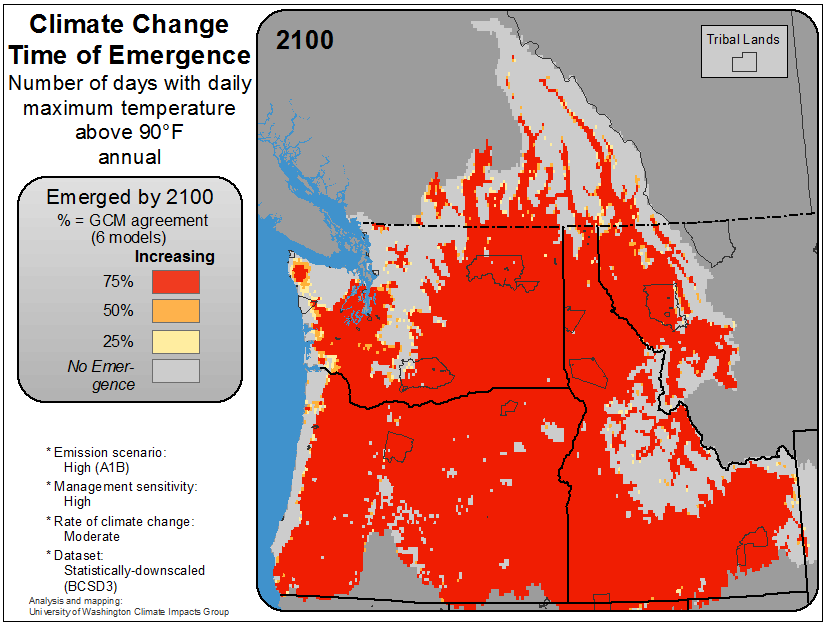 Climate Change
Time of Emergence
Number of days with daily
maximum temperature
above 90°F
annual
Emerged by 2100
% = GCM agreement
(6 models)
Increasing
75%
50%
25%
No Emer-
gence
* Emission scenario:
High (A1B)
* Management sensitivity:
High
* Rate of climate change:
Moderate
* Dataset:
Statistically-downscaled
(BCSD3)
Analysis and mapping:
University of Washington Climate Impacts Group
2100
Tribal Lands